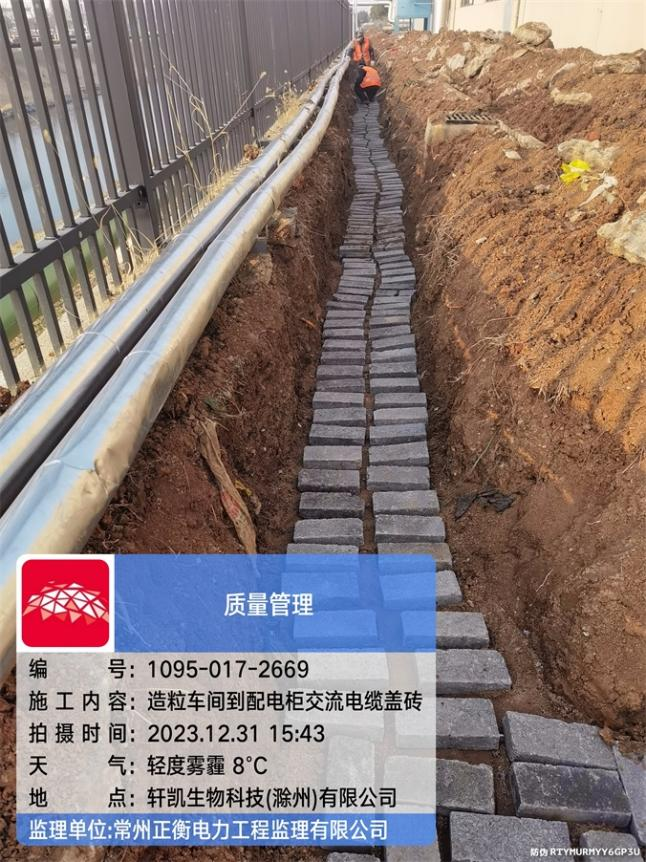 质量管理
编号：1095-017-2669
施工内容：造粒车间到配电柜交流电缆盖砖
拍摄时间：2023.12.31 15:43
天气：轻度雾霾 8°C
地点：轩凯生物科技(滁州)有限公司
监理单位:常州正衡电力工程监理有限公司
防伪 RTYMURMYY6GP3U